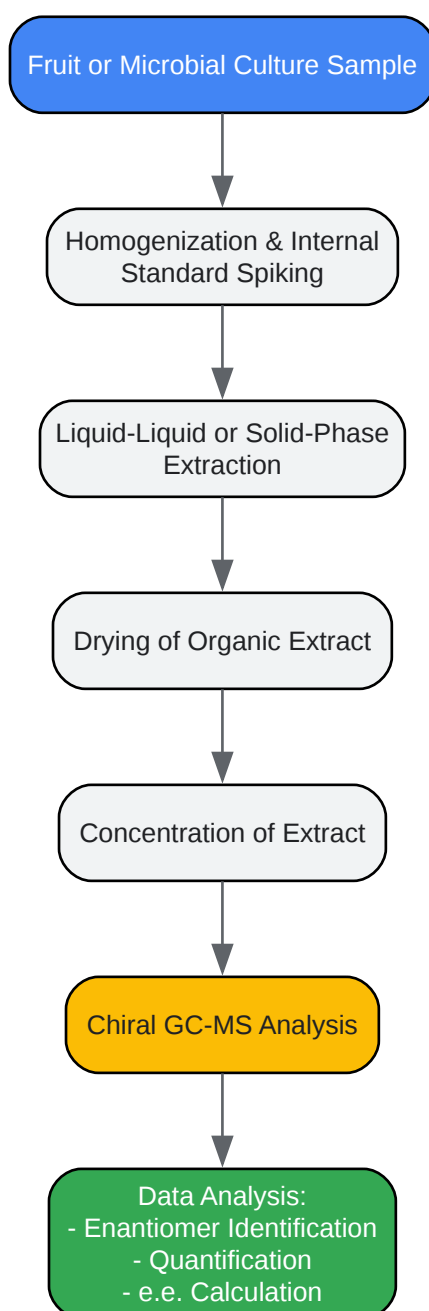 Fruit or Microbial Culture Sample
Homogenization & Internal
Standard Spiking
Liquid-Liquid or Solid-Phase
Extraction
Drying of Organic Extract
Concentration of Extract
Chiral GC-MS Analysis
Data Analysis:
- Enantiomer Identification
- Quantification
- e.e. Calculation